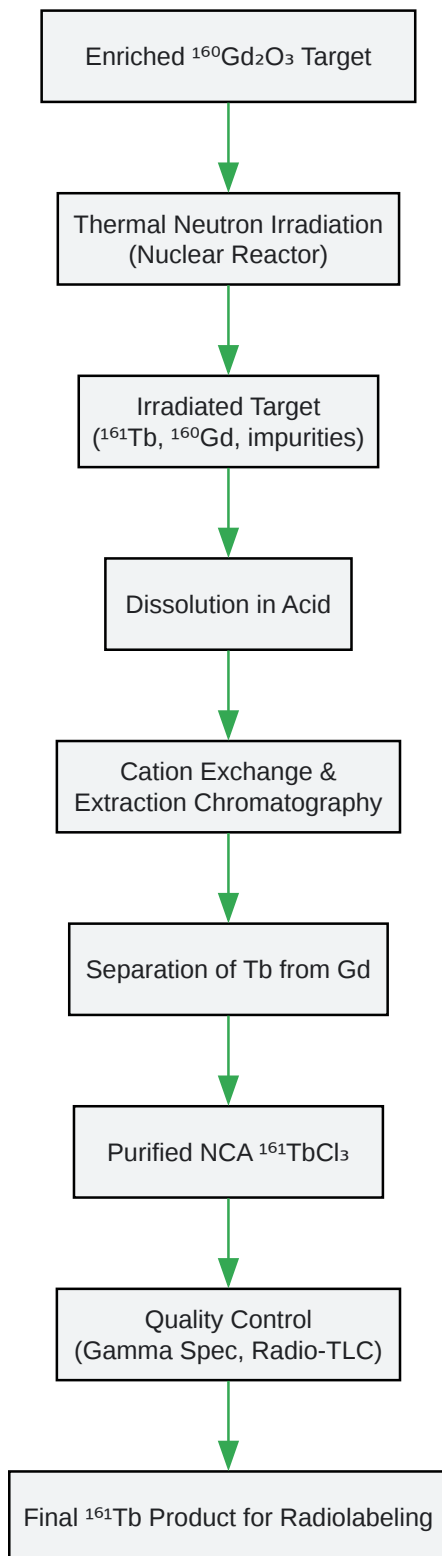 Enriched ¹⁶⁰Gd₂O₃ Target
Thermal Neutron Irradiation
(Nuclear Reactor)
Irradiated Target
(¹⁶¹Tb, ¹⁶⁰Gd, impurities)
Dissolution in Acid
Cation Exchange &
Extraction Chromatography
Separation of Tb from Gd
Purified NCA ¹⁶¹TbCl₃
Quality Control
(Gamma Spec, Radio-TLC)
Final ¹⁶¹Tb Product for Radiolabeling